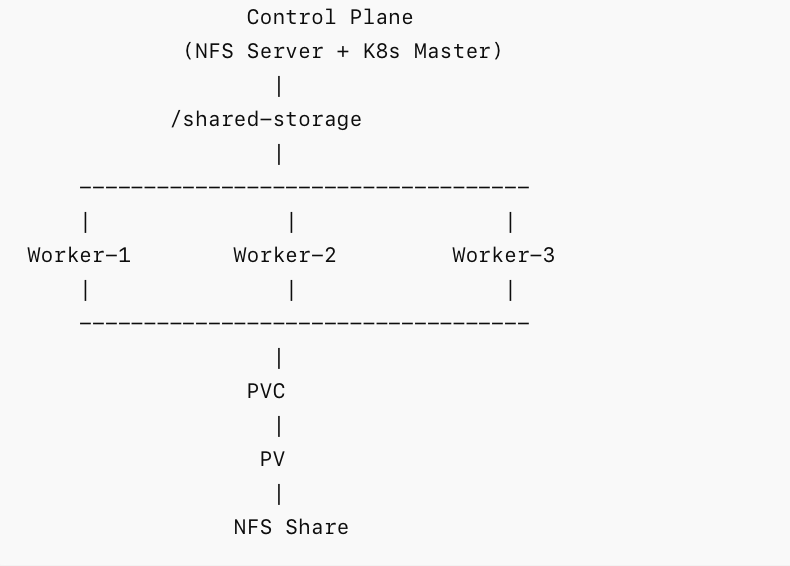 Control Plane
(NFS Server + K8s Master)
|
/shared-storage
|
-----------------------------------
| | |
Worker-1 Worker-2 Worker-3
| | |
-----------------------------------
|
PVC
|
PV
|
NFS Share